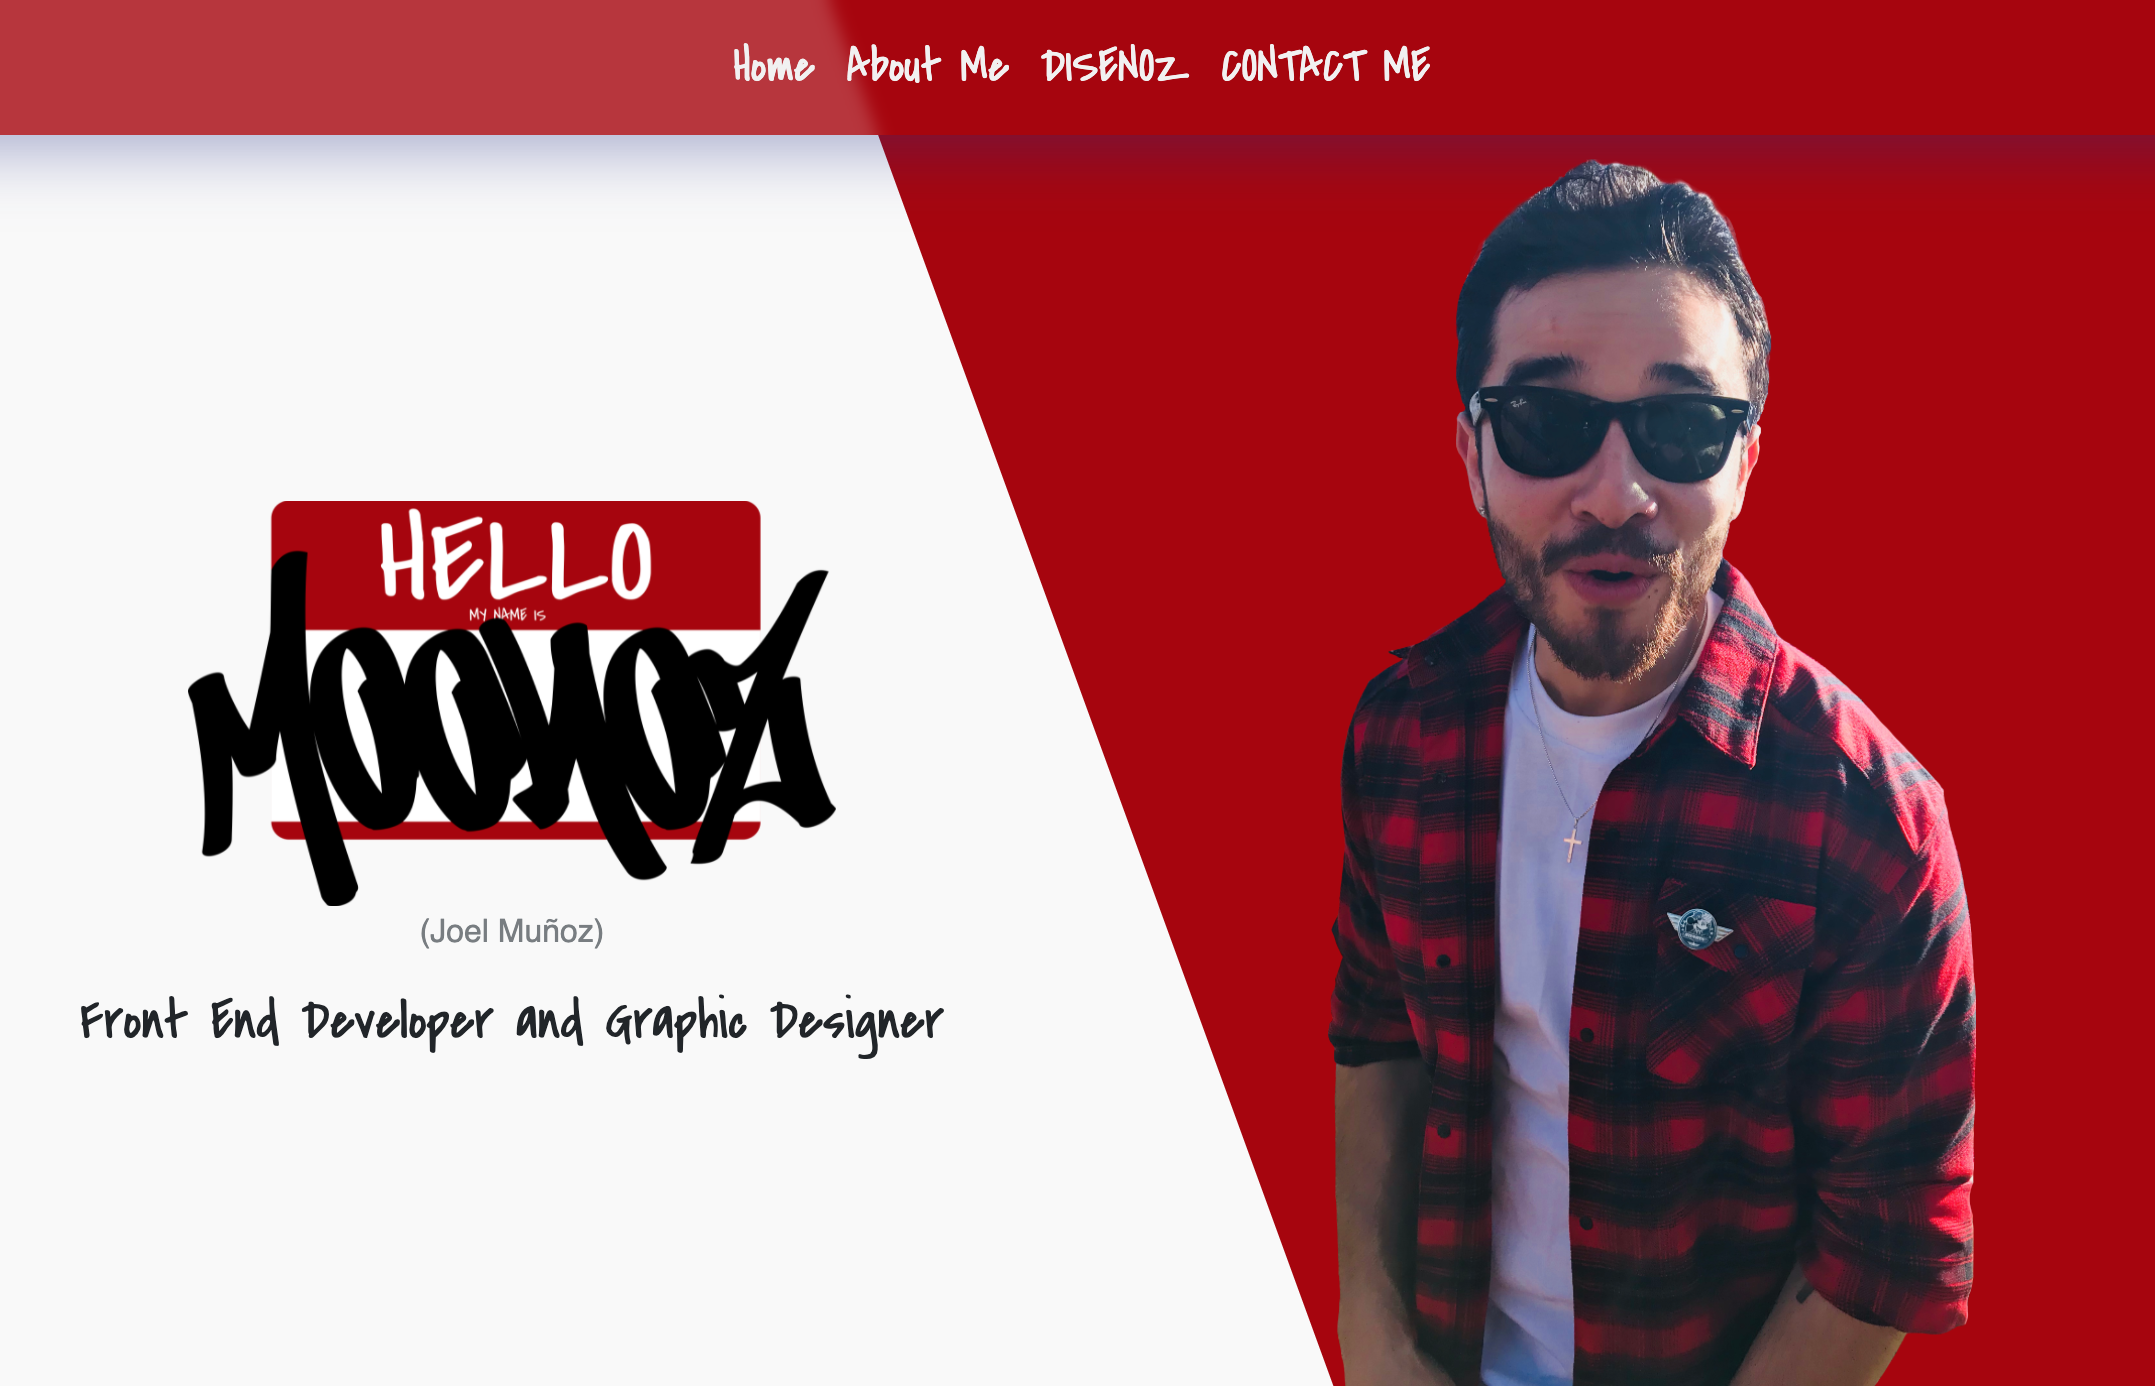 Home About Me DISENOZ CONTACT ME
HELLO
MY NAME IS
Moonoz
(Joel Muñoz)
Front End Developer and Graphic Designer